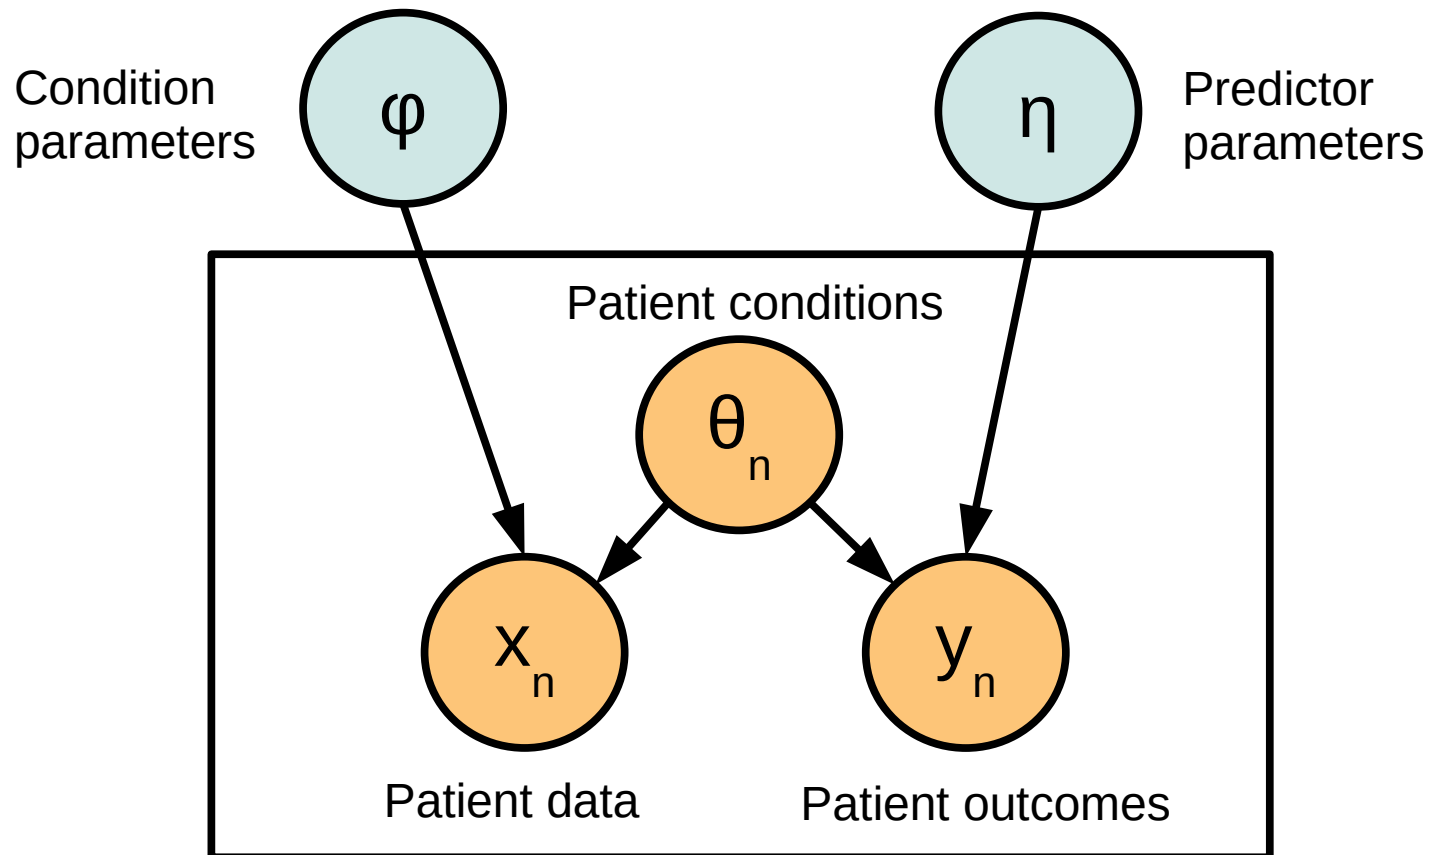 Condition
parameters
φ
η
Predictor
parameters
Patient conditions
θn
xn
yn
Patient data
Patient outcomes